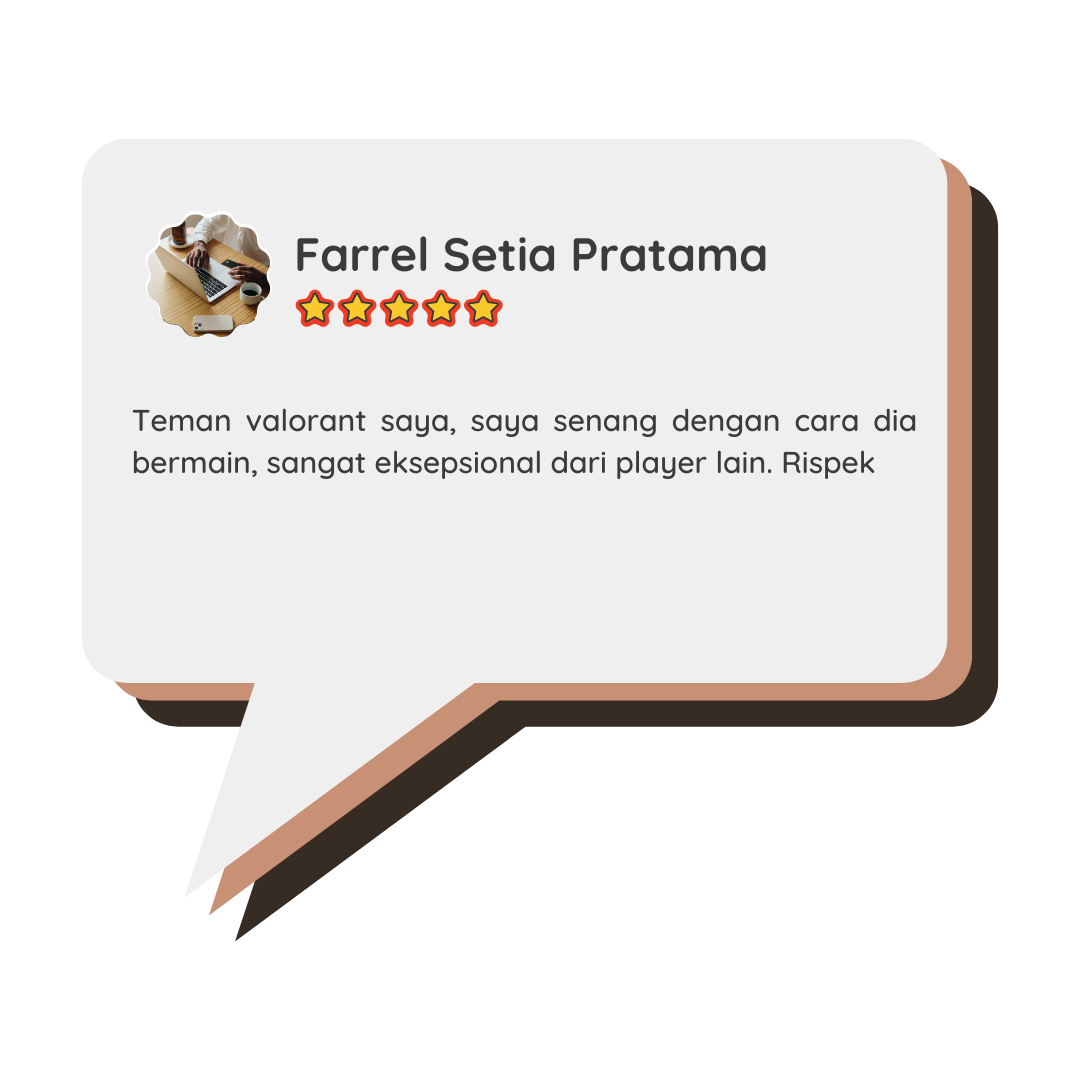 Farrel Setia Pratama
Teman valorant saya, saya senang dengan cara dia
bermain, sangat eksepsional dari player lain. Rispek